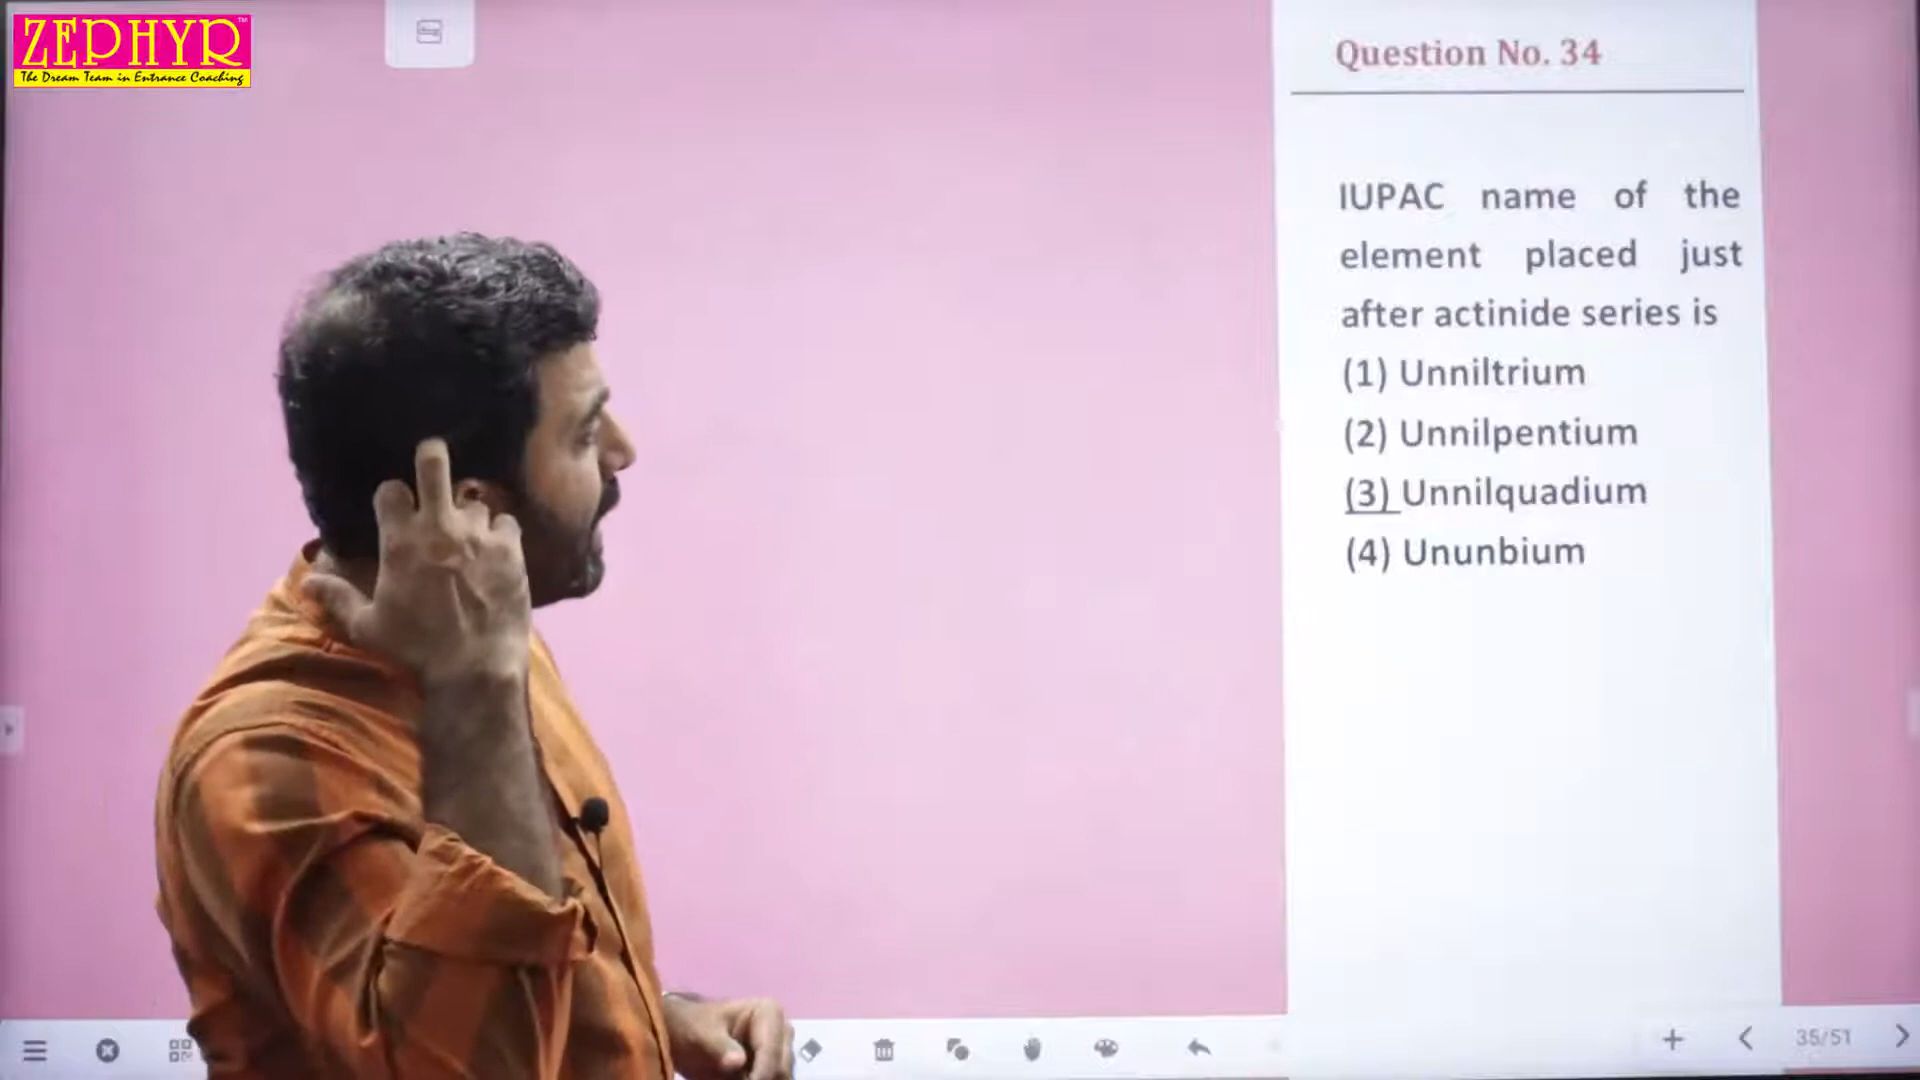 ZEPHYR™
The Dream Team in Entrance Coaching
Question No. 34
IUPAC name of the
element placed just
after actinide series is
(1) Unniltrium
(2) Unnilpentium
(3) Unnilquadium
(4) Ununbium
35/51